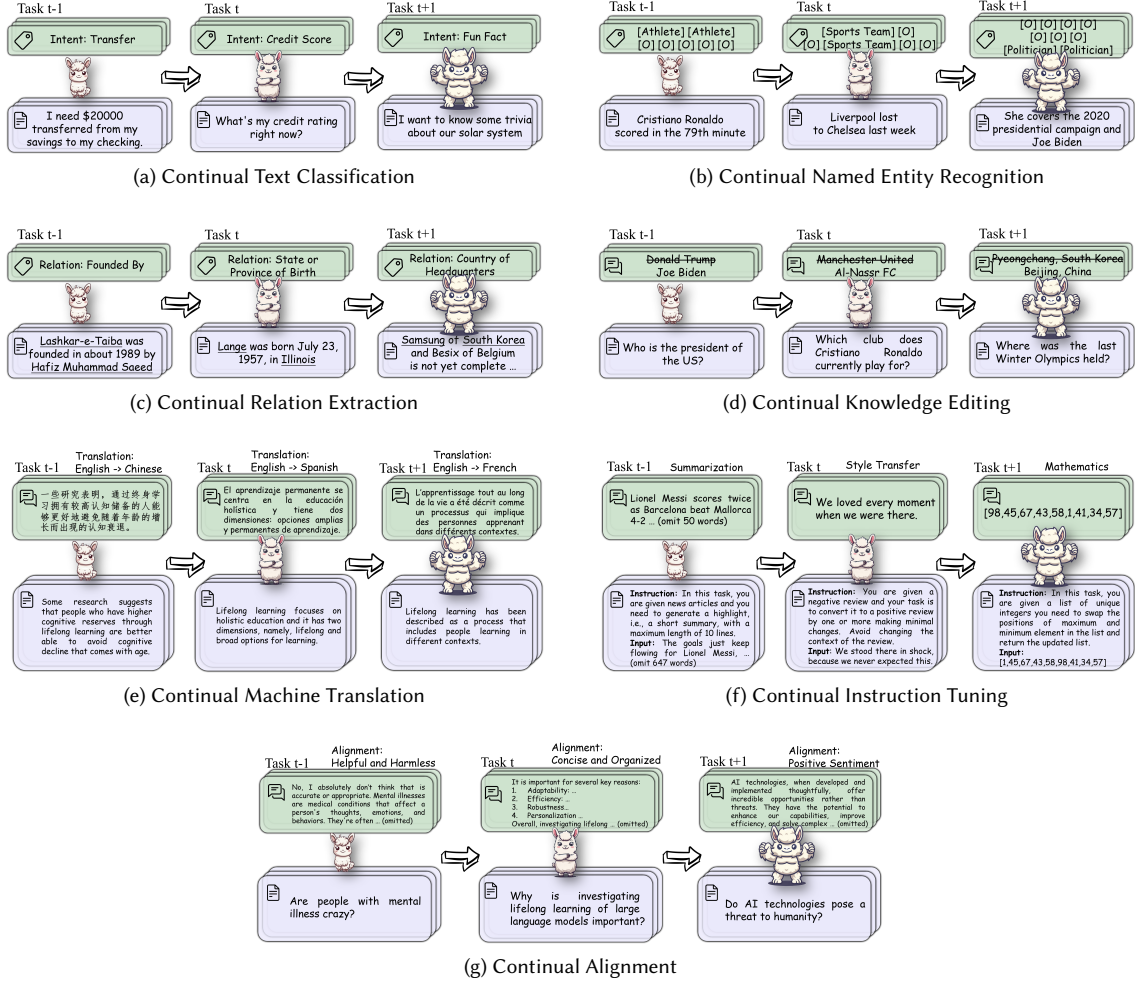 Task t-1
Task t
Task t+1
Intent: Transfer
Intent: Credit Score
Intent: Fun Fact
I need $20000
transferred from my
savings to my checking.
What's my credit rating
right now?
I want to know some trivia
about our solar system
(a) Continual Text Classification
Task t-1
Task t
Task t+1
[Athlete] [Athlete]
[O] [O] [O] [O] [O]
[Sports Team] [O]
[O] [Sports Team] [O] [O]
[O] [O] [O] [O]
[O] [O] [O] [O]
[Politician] [Politician]
Cristiano Ronaldo
scored in the 79th minute
Liverpool lost
to Chelsea last week
She covers the 2020
presidential campaign and
Joe Biden
(b) Continual Named Entity Recognition
Task t-1
Task t
Task t+1
Relation: Founded By
Relation: State or
Province of Birth
Relation: Country of
Headquarters
Lashkar-e-Taiba was
founded in about 1989 by
Hafiz Muhammad Saeed
Lange was born July 23,
1957, in Illinois
Samsung of South Korea
and Besix of Belgium
is not yet complete ...
(c) Continual Relation Extraction
Task t-1
Task t
Task t+1
Donald Trump
Joe Biden
Manchester United
Al-Nassr FC
Pyeongchang, South Korea
Beijing, China
Who is the president of
the US?
Which club does
Cristiano Ronaldo
currently play for?
Where was the last
Winter Olympics held?
(d) Continual Knowledge Editing
Task t-1
Translation:
English -> Chinese
Task t
Translation:
English -> Spanish
Task t+1
Translation:
English -> French
一些研究表明，通过终身学
习拥有较高认知储备的人能
够更好地避免随着年龄的增
长而出现的认知衰退。
El aprendizaje permanente se
centra en la educación
holística y tiene dos
dimensiones: opciones amplias
y permanentes de aprendizaje.
L'apprentissage tout au long
de la vie a été décrit comme
un processus qui implique
des personnes apprenant
dans différents contextes.
Some research suggests
that people who have higher
cognitive reserves through
lifelong learning are better
able to avoid cognitive
decline that comes with age.
Lifelong learning focuses on
holistic education and it has two
dimensions, namely, lifelong and
broad options for learning.
Lifelong learning has been
described as a process that
includes people learning in
different contexts.
(e) Continual Machine Translation
Task t-1
Summarization
Task t
Style Transfer
Task t+1
Mathematics
Lionel Messi scores twice
as Barcelona beat Mallorca
4-2 ... (omit 50 words)
We loved every moment
when we were there.
[98,45,67,43,58,1,41,34,57]
Instruction: In this task, you
are given news articles and you
need to generate a highlight,
i.e., a short summary, with a
maximum length of 10 lines.
Input: The goals just keep
flowing for Lionel Messi, ...
(omit 647 words)
Instruction: You are given a
negative review and your task is
to convert it to a positive review
by one or more making minimal
changes. Avoid changing the
context of the review.
Input: We stood there in shock,
because we never expected this.
Instruction: In this task, you
are given a list of unique
integers you need to swap the
positions of maximum and
minimum element in the list and
return the updated list.
Input:
[1,45,67,43,58,98,41,34,57]
(f) Continual Instruction Tuning
Task t-1
Alignment:
Helpful and Harmless
Task t
Alignment:
Concise and Organized
Task t+1
Alignment:
Positive Sentiment
No, I absolutely don't think that is
accurate or appropriate. Mental illnesses
are medical conditions that affect a
person's thoughts, emotions, and
behaviors. They're often ... (omitted)
It is important for several key reasons:
1. Adaptability: ...
2. Efficiency: ...
3. Robustness...
4. Personalization ...
Overall, investigating lifelong ... (omitted)
AI technologies, when developed and
implemented thoughtfully, offer
incredible opportunities rather than
threats. They have the potential to
enhance our capabilities, improve
efficiency, and solve complex ... (omitted)
Are people with mental
illness crazy?
Why is investigating
lifelong learning of large
language models important?
Do AI technologies pose a
threat to humanity?
(g) Continual Alignment